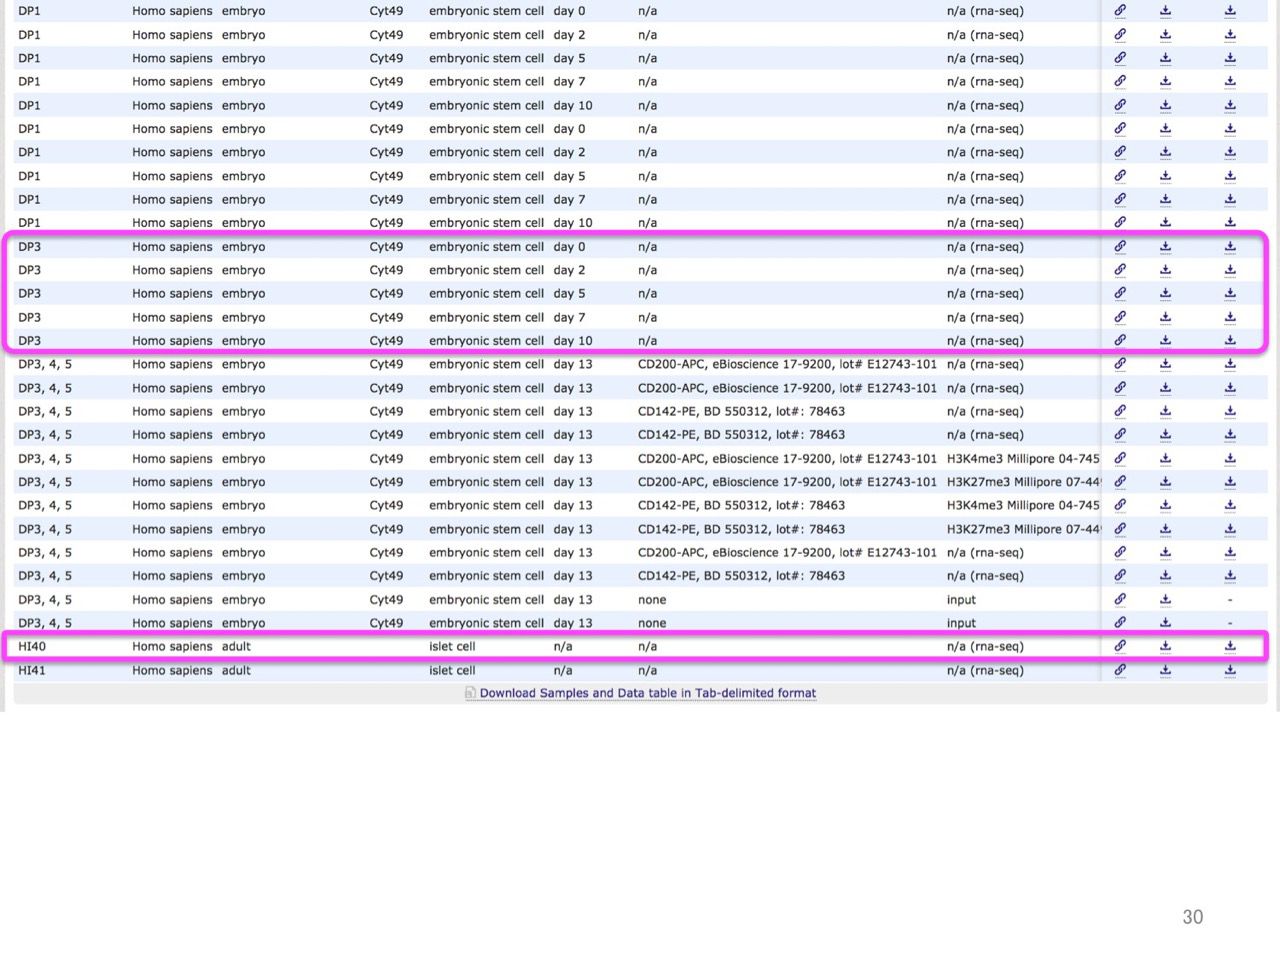 DP1 Homo sapiens embryo Cyt49 embryonic stem cell day 0 n/a n/a (rna-seq)
DP1 Homo sapiens embryo Cyt49 embryonic stem cell day 2 n/a n/a (rna-seq)
DP1 Homo sapiens embryo Cyt49 embryonic stem cell day 5 n/a n/a (rna-seq)
DP1 Homo sapiens embryo Cyt49 embryonic stem cell day 7 n/a n/a (rna-seq)
DP1 Homo sapiens embryo Cyt49 embryonic stem cell day 10 n/a n/a (rna-seq)
DP1 Homo sapiens embryo Cyt49 embryonic stem cell day 0 n/a n/a (rna-seq)
DP1 Homo sapiens embryo Cyt49 embryonic stem cell day 2 n/a n/a (rna-seq)
DP1 Homo sapiens embryo Cyt49 embryonic stem cell day 5 n/a n/a (rna-seq)
DP1 Homo sapiens embryo Cyt49 embryonic stem cell day 7 n/a n/a (rna-seq)
DP1 Homo sapiens embryo Cyt49 embryonic stem cell day 10 n/a n/a (rna-seq)
DP3 Homo sapiens embryo Cyt49 embryonic stem cell day 0 n/a n/a (rna-seq)
DP3 Homo sapiens embryo Cyt49 embryonic stem cell day 2 n/a n/a (rna-seq)
DP3 Homo sapiens embryo Cyt49 embryonic stem cell day 5 n/a n/a (rna-seq)
DP3 Homo sapiens embryo Cyt49 embryonic stem cell day 7 n/a n/a (rna-seq)
DP3 Homo sapiens embryo Cyt49 embryonic stem cell day 10 n/a n/a (rna-seq)
DP3, 4, 5 Homo sapiens embryo Cyt49 embryonic stem cell day 13 CD200-APC, eBioscience 17-9200, lot# E12743-101 n/a (rna-seq)
DP3, 4, 5 Homo sapiens embryo Cyt49 embryonic stem cell day 13 CD200-APC, eBioscience 17-9200, lot# E12743-101 n/a (rna-seq)
DP3, 4, 5 Homo sapiens embryo Cyt49 embryonic stem cell day 13 CD142-PE, BD 550312, lot#: 78463 n/a (rna-seq)
DP3, 4, 5 Homo sapiens embryo Cyt49 embryonic stem cell day 13 CD142-PE, BD 550312, lot#: 78463 n/a (rna-seq)
DP3, 4, 5 Homo sapiens embryo Cyt49 embryonic stem cell day 13 CD200-APC, eBioscience 17-9200, lot# E12743-101 H3K4me3 Millipore 04-745
DP3, 4, 5 Homo sapiens embryo Cyt49 embryonic stem cell day 13 CD200-APC, eBioscience 17-9200, lot# E12743-101 H3K27me3 Millipore 07-449
DP3, 4, 5 Homo sapiens embryo Cyt49 embryonic stem cell day 13 CD142-PE, BD 550312, lot#: 78463 H3K4me3 Millipore 04-745
DP3, 4, 5 Homo sapiens embryo Cyt49 embryonic stem cell day 13 CD142-PE, BD 550312, lot#: 78463 H3K27me3 Millipore 07-449
DP3, 4, 5 Homo sapiens embryo Cyt49 embryonic stem cell day 13 CD200-APC, eBioscience 17-9200, lot# E12743-101 n/a (rna-seq)
DP3, 4, 5 Homo sapiens embryo Cyt49 embryonic stem cell day 13 CD142-PE, BD 550312, lot#: 78463 n/a (rna-seq)
DP3, 4, 5 Homo sapiens embryo Cyt49 embryonic stem cell day 13 none input -
DP3, 4, 5 Homo sapiens embryo Cyt49 embryonic stem cell day 13 none input -
HI40 Homo sapiens adult islet cell n/a n/a n/a (rna-seq)
HI41 Homo sapiens adult islet cell n/a n/a n/a (rna-seq)
Download Samples and Data table in Tab-delimited format
30